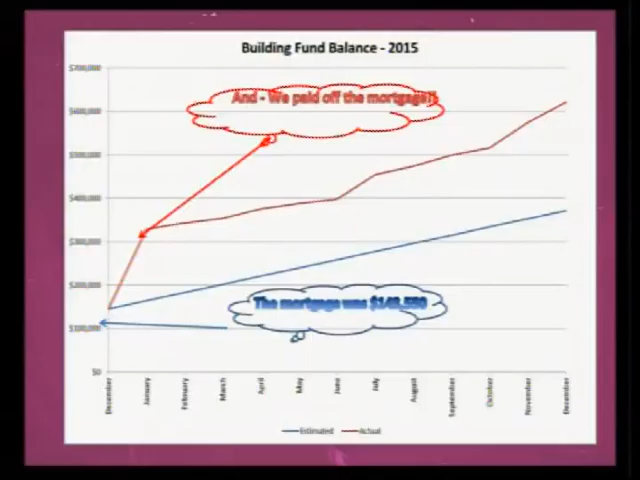 Building Fund Balance - 2015
$700,000
And - We paid off the mortgage!!
$600,000
$500,000
$400,000
$300,000
$200,000
The mortgage was
$100,000
$0
December
January
February
March
April
May
June
July
August
September
October
November
December
Estimated
Actual